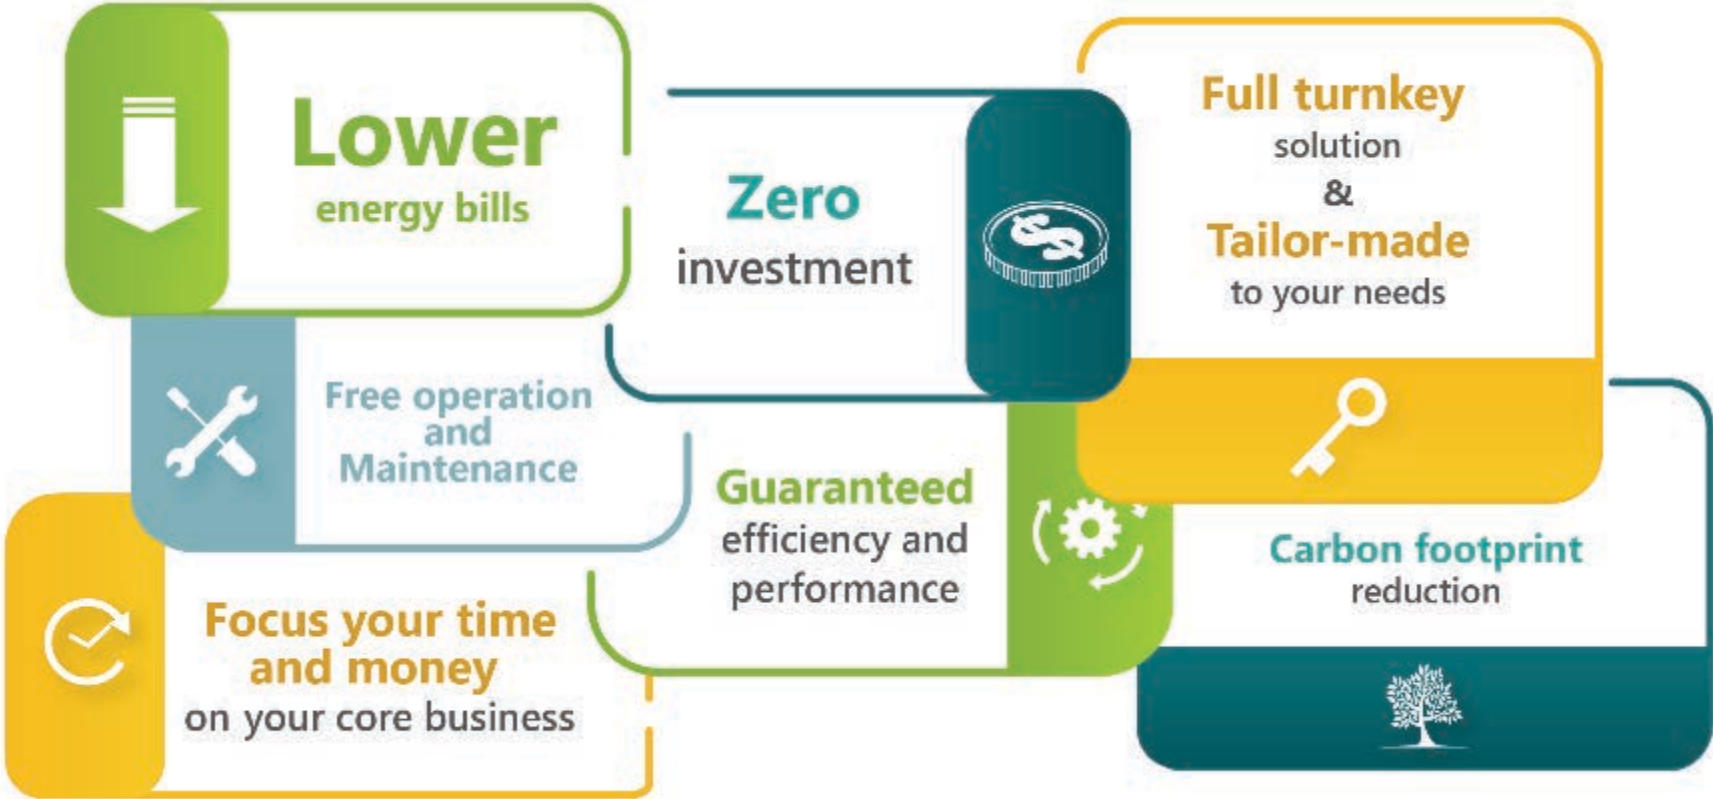 Lower
energy bills
Zero
investment
Full turnkey
solution
&
Tailor-made
to your needs
Free operation
and
Maintenance
Guaranteed
efficiency and
performance
Carbon footprint
reduction
Focus your time
and money
on your core business